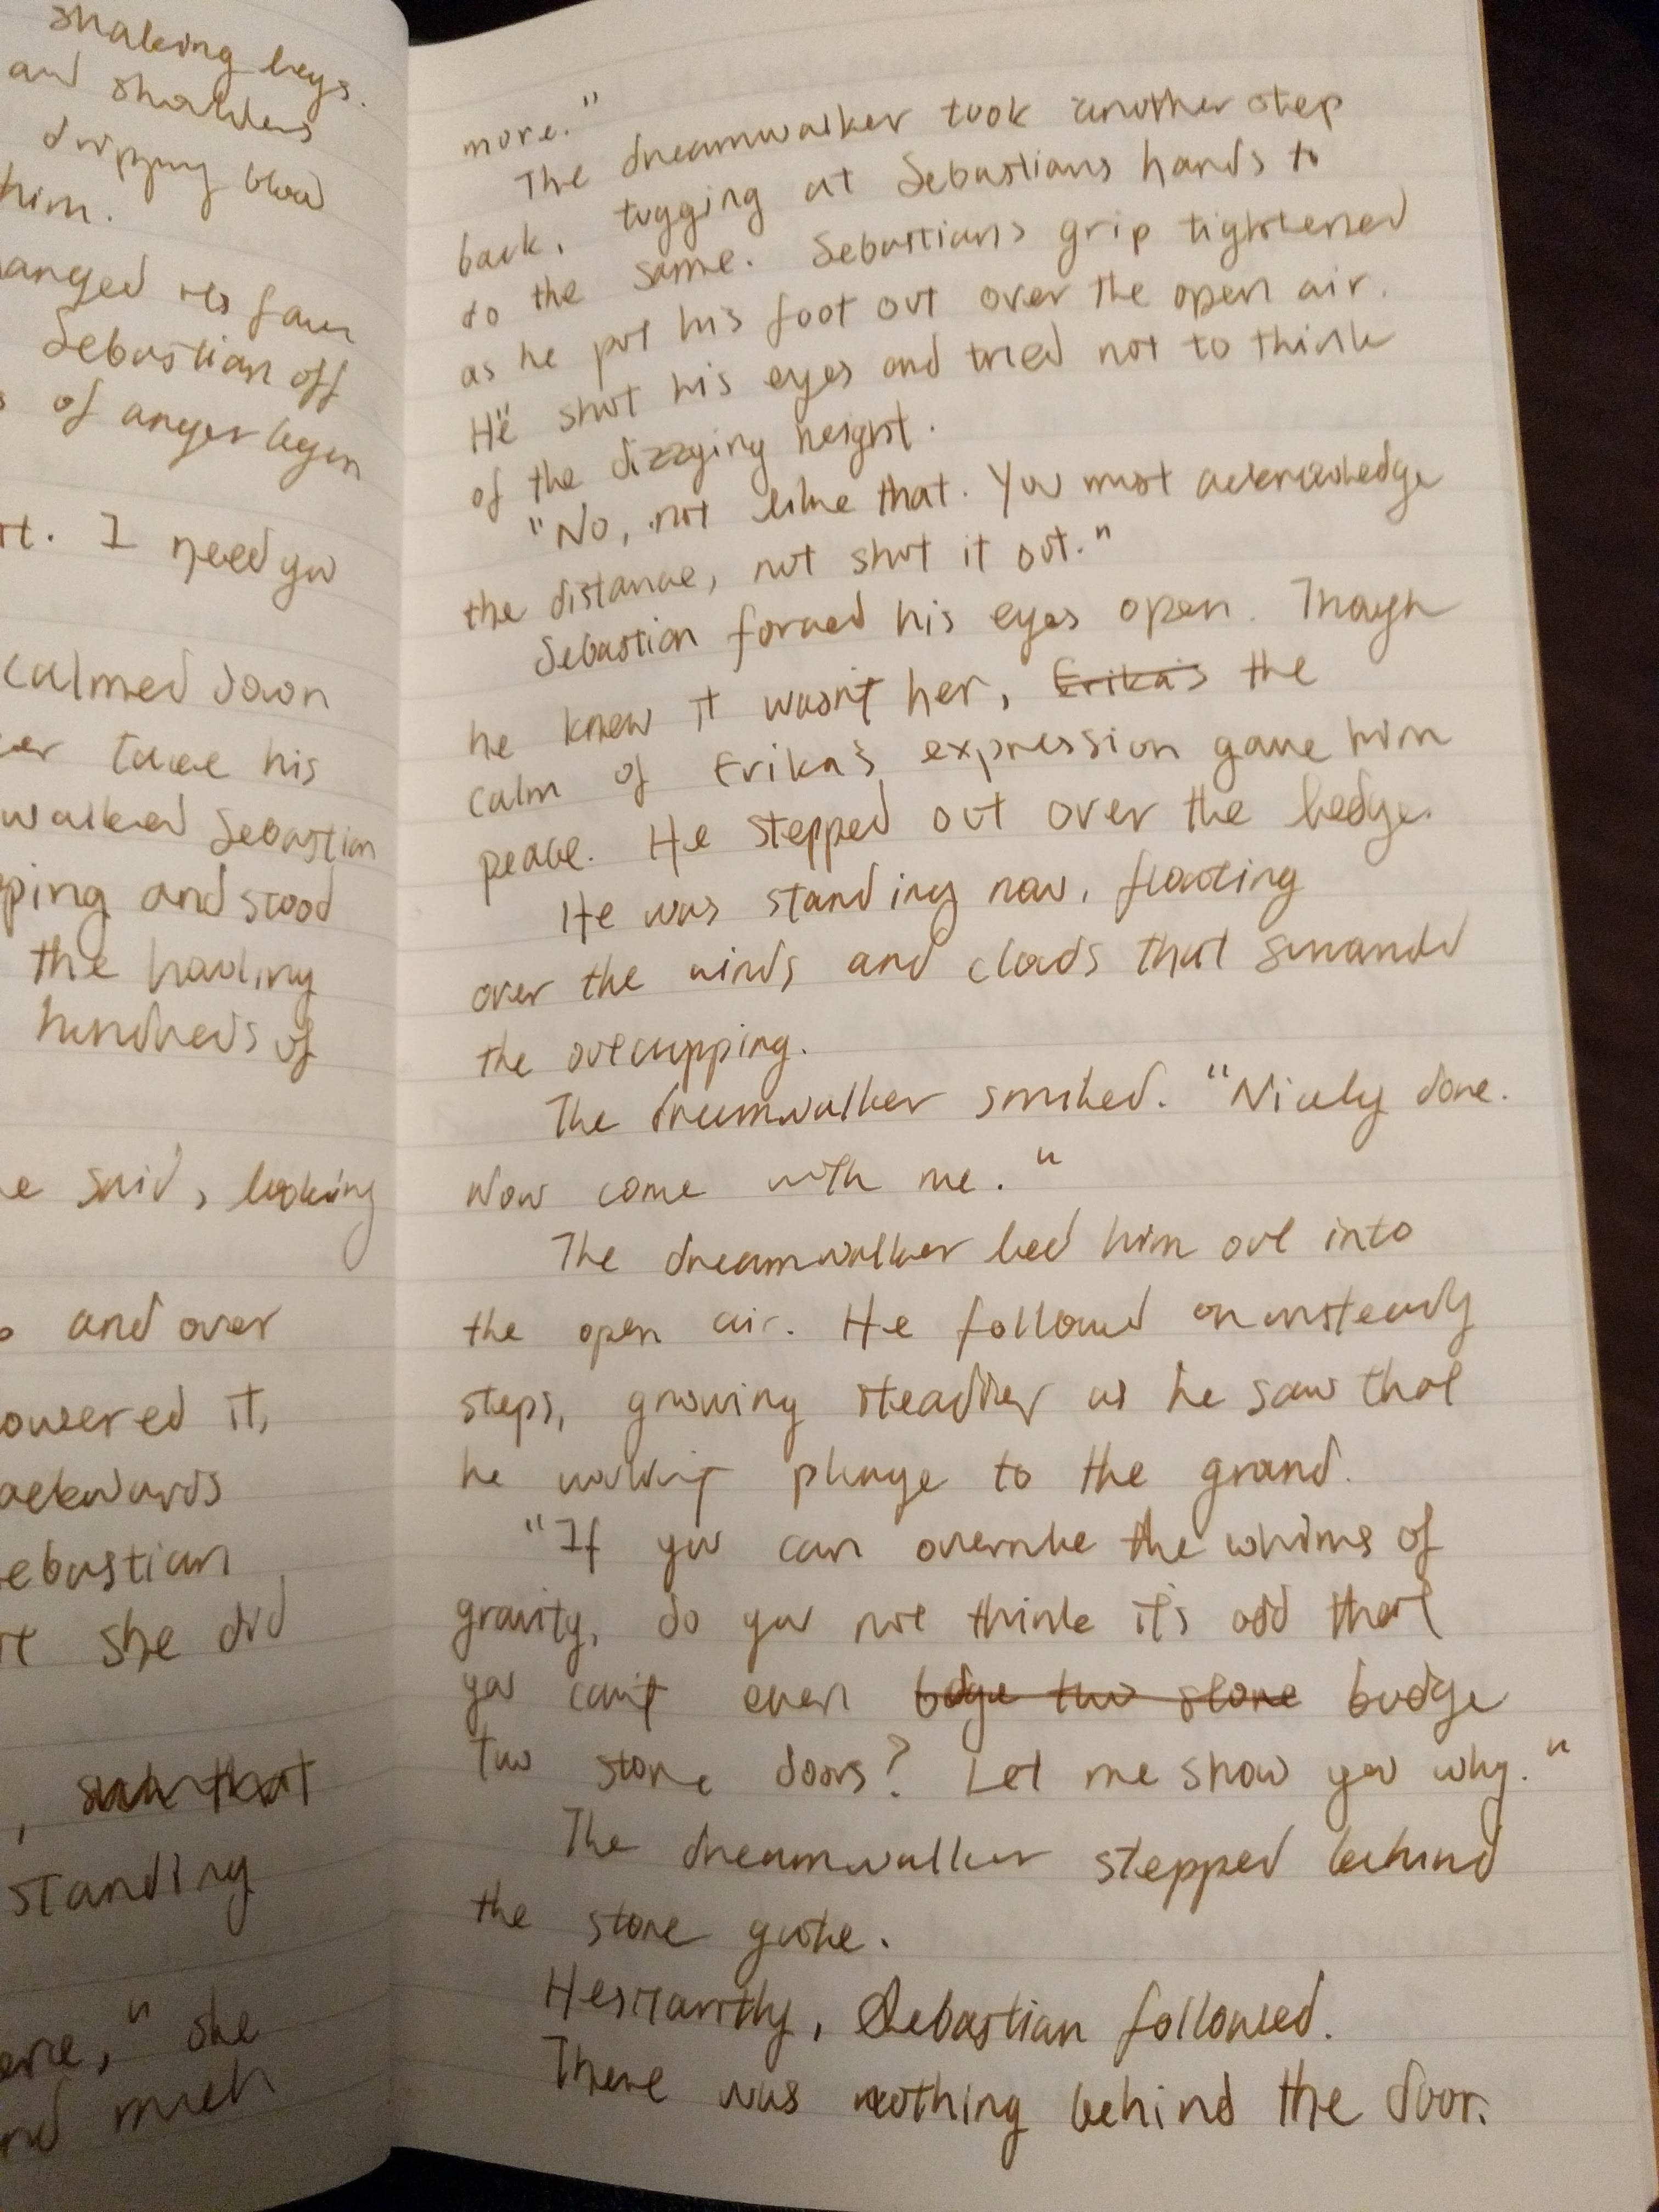 shaking legs.
and shoulders
dripping blood
him.
anged its form
Sebastian off
of anger began
rt. I need you
calmed down
er take his
walked Sebastian
pping and stood
the howling
hundreds of
e said, looking
and over
owered it,
ackwards
ebastian
rt she did
, such that
standing
ere," she
nd much
more."
The dreamwalker took another step
back, tugging at Sebastians hands to
do the same. Sebastians grip tightened
as he put his foot out over the open air.
He shut his eyes and tried not to think
of the dizzying height.
"No, not like that. You must acknowledge
the distance, not shut it out."
Sebastian forced his eyes open. Though
he knew it wasn't her, Erika's the
calm of Erika's expression gave him
peace. He stepped out over the ledge.
He was standing now, floating
over the winds and clouds that surround
the outcropping.
The dreamwalker smiled. "Nicely done.
Now come with me."
The dreamwalker led him out into
the open air. He followed on unsteady
steps, growing steadier as he saw that
he wouldn't plunge to the ground.
"If you can overrule the whims of
gravity, do you not think it's odd that
you can't even bdge two stone budge
two stone doors? Let me show you why."
The dreamwalker stepped behind
the stone gate.
Hesitantly, Sebastian followed.
There was nothing behind the door.